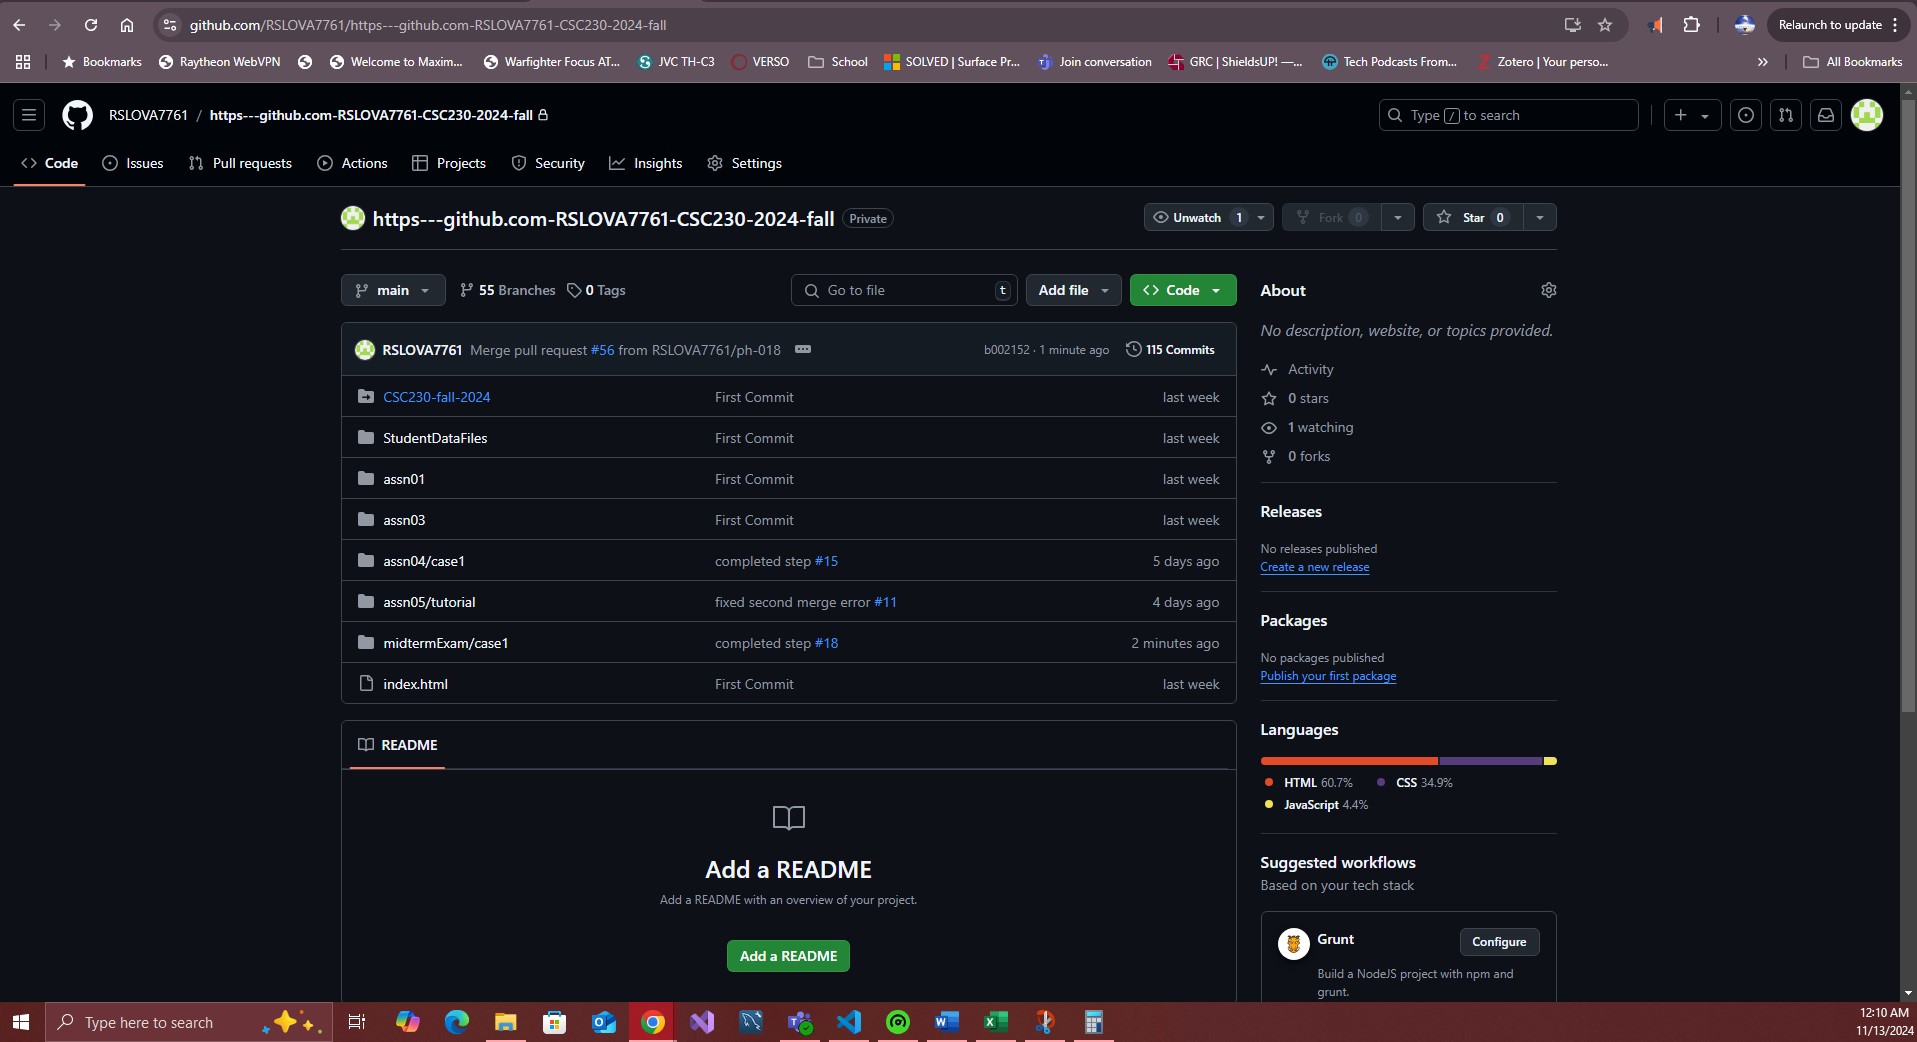 github.com/RSLOVA7761/https---github.com-RSLOVA7761-CSC230-2024-fall
Relaunch to update
Bookmarks
Raytheon WebVPN
Welcome to Maxim...
Warfighter Focus AT...
JVC TH-C3
VERSO
School
SOLVED | Surface Pr...
Join conversation
GRC | ShieldsUP! —...
Tech Podcasts From...
Zotero | Your perso...
»
All Bookmarks
RSLOVA7761 / https---github.com-RSLOVA7761-CSC230-2024-fall
Type / to search
Code
Issues
Pull requests
Actions
Projects
Security
Insights
Settings
https---github.com-RSLOVA7761-CSC230-2024-fall Private
Unwatch 1
Fork 0
Star 0
main
55 Branches
0 Tags
Go to file t
Add file
Code
RSLOVA7761 Merge pull request #56 from RSLOVA7761/ph-018
b002152 · 1 minute ago
115 Commits
CSC230-fall-2024 First Commit last week
StudentDataFiles First Commit last week
assn01 First Commit last week
assn03 First Commit last week
assn04/case1 completed step #15 5 days ago
assn05/tutorial fixed second merge error #11 4 days ago
midtermExam/case1 completed step #18 2 minutes ago
index.html First Commit last week
README
Add a README
Add a README with an overview of your project.
Add a README
About
No description, website, or topics provided.
Activity
0 stars
1 watching
0 forks
Releases
No releases published
Create a new release
Packages
No packages published
Publish your first package
Languages
HTML 60.7%
CSS 34.9%
JavaScript 4.4%
Suggested workflows
Based on your tech stack
Grunt
Configure
Build a NodeJS project with npm and
grunt.
Type here to search
12:10 AM
11/13/2024